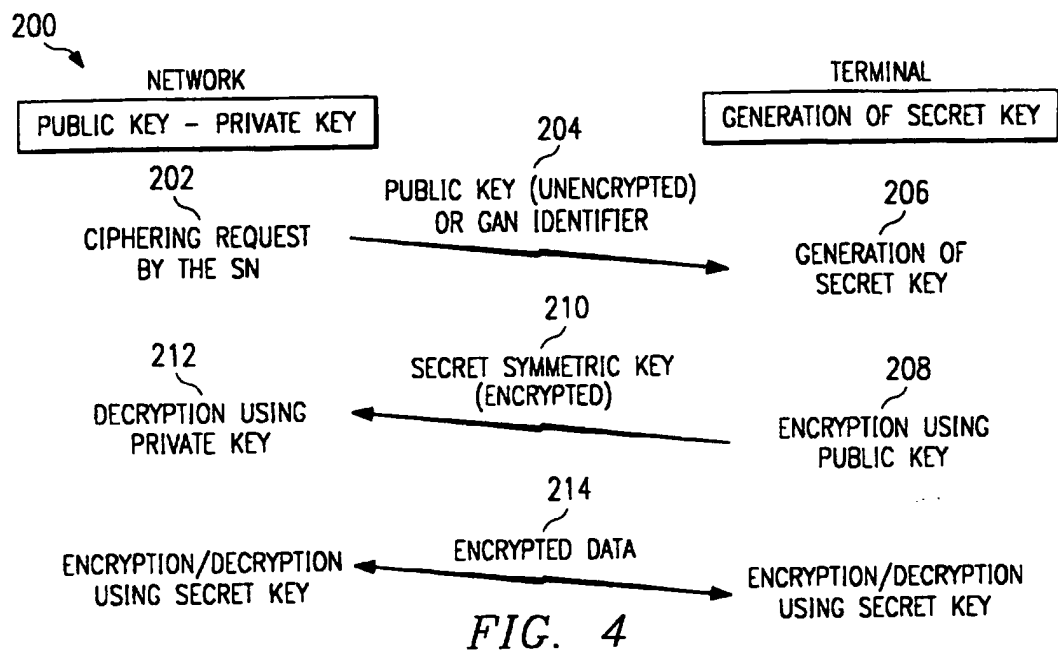 200
NETWORK
PUBLIC KEY - PRIVATE KEY
TERMINAL
GENERATION OF SECRET KEY
202
CIPHERING REQUEST
BY THE SN
204
PUBLIC KEY (UNENCRYPTED)
OR GAN IDENTIFIER
206
GENERATION OF
SECRET KEY
212
DECRYPTION USING
PRIVATE KEY
210
SECRET SYMMETRIC KEY
(ENCRYPTED)
208
ENCRYPTION USING
PUBLIC KEY
214
ENCRYPTED DATA
ENCRYPTION/DECRYPTION
USING SECRET KEY
ENCRYPTION/DECRYPTION
USING SECRET KEY
FIG. 4